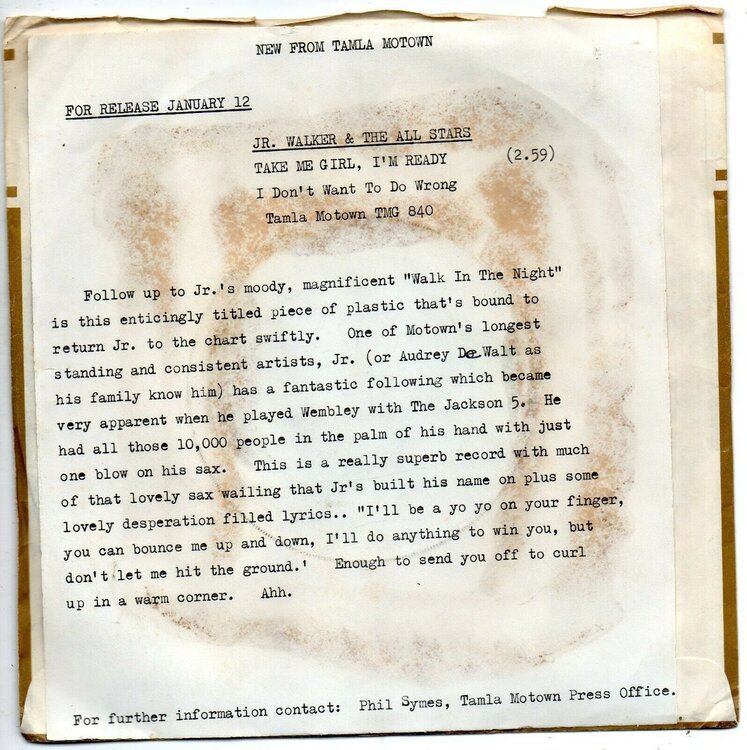 NEW FROM TAMLA MOTOWN
FOR RELEASE JANUARY 12
JR. WALKER & THE ALL STARS
TAKE ME GIRL, I'M READY (2.59)
I Don't Want To Do Wrong
Tamla Motown TMG 840
Follow up to Jr.'s moody, magnificent "Walk In The Night"
is this enticingly titled piece of plastic that's bound to
return Jr. to the chart swiftly. One of Motown's longest
standing and consistent artists, Jr. (or Audrey De Walt as
his family know him) has a fantastic following which became
very apparent when he played Wembley with The Jackson 5. He
had all those 10,000 people in the palm of his hand with just
one blow on his sax. This is a really superb record with much
of that lovely sax wailing that Jr's built his name on plus some
lovely desperation filled lyrics.. "I'll be a yo yo on your finger,
you can bounce me up and down, I'll do anything to win you, but
don't let me hit the ground.' Enough to send you off to curl
up in a warm corner. Ahh.
For further information contact: Phil Symes, Tamla Motown Press Office.